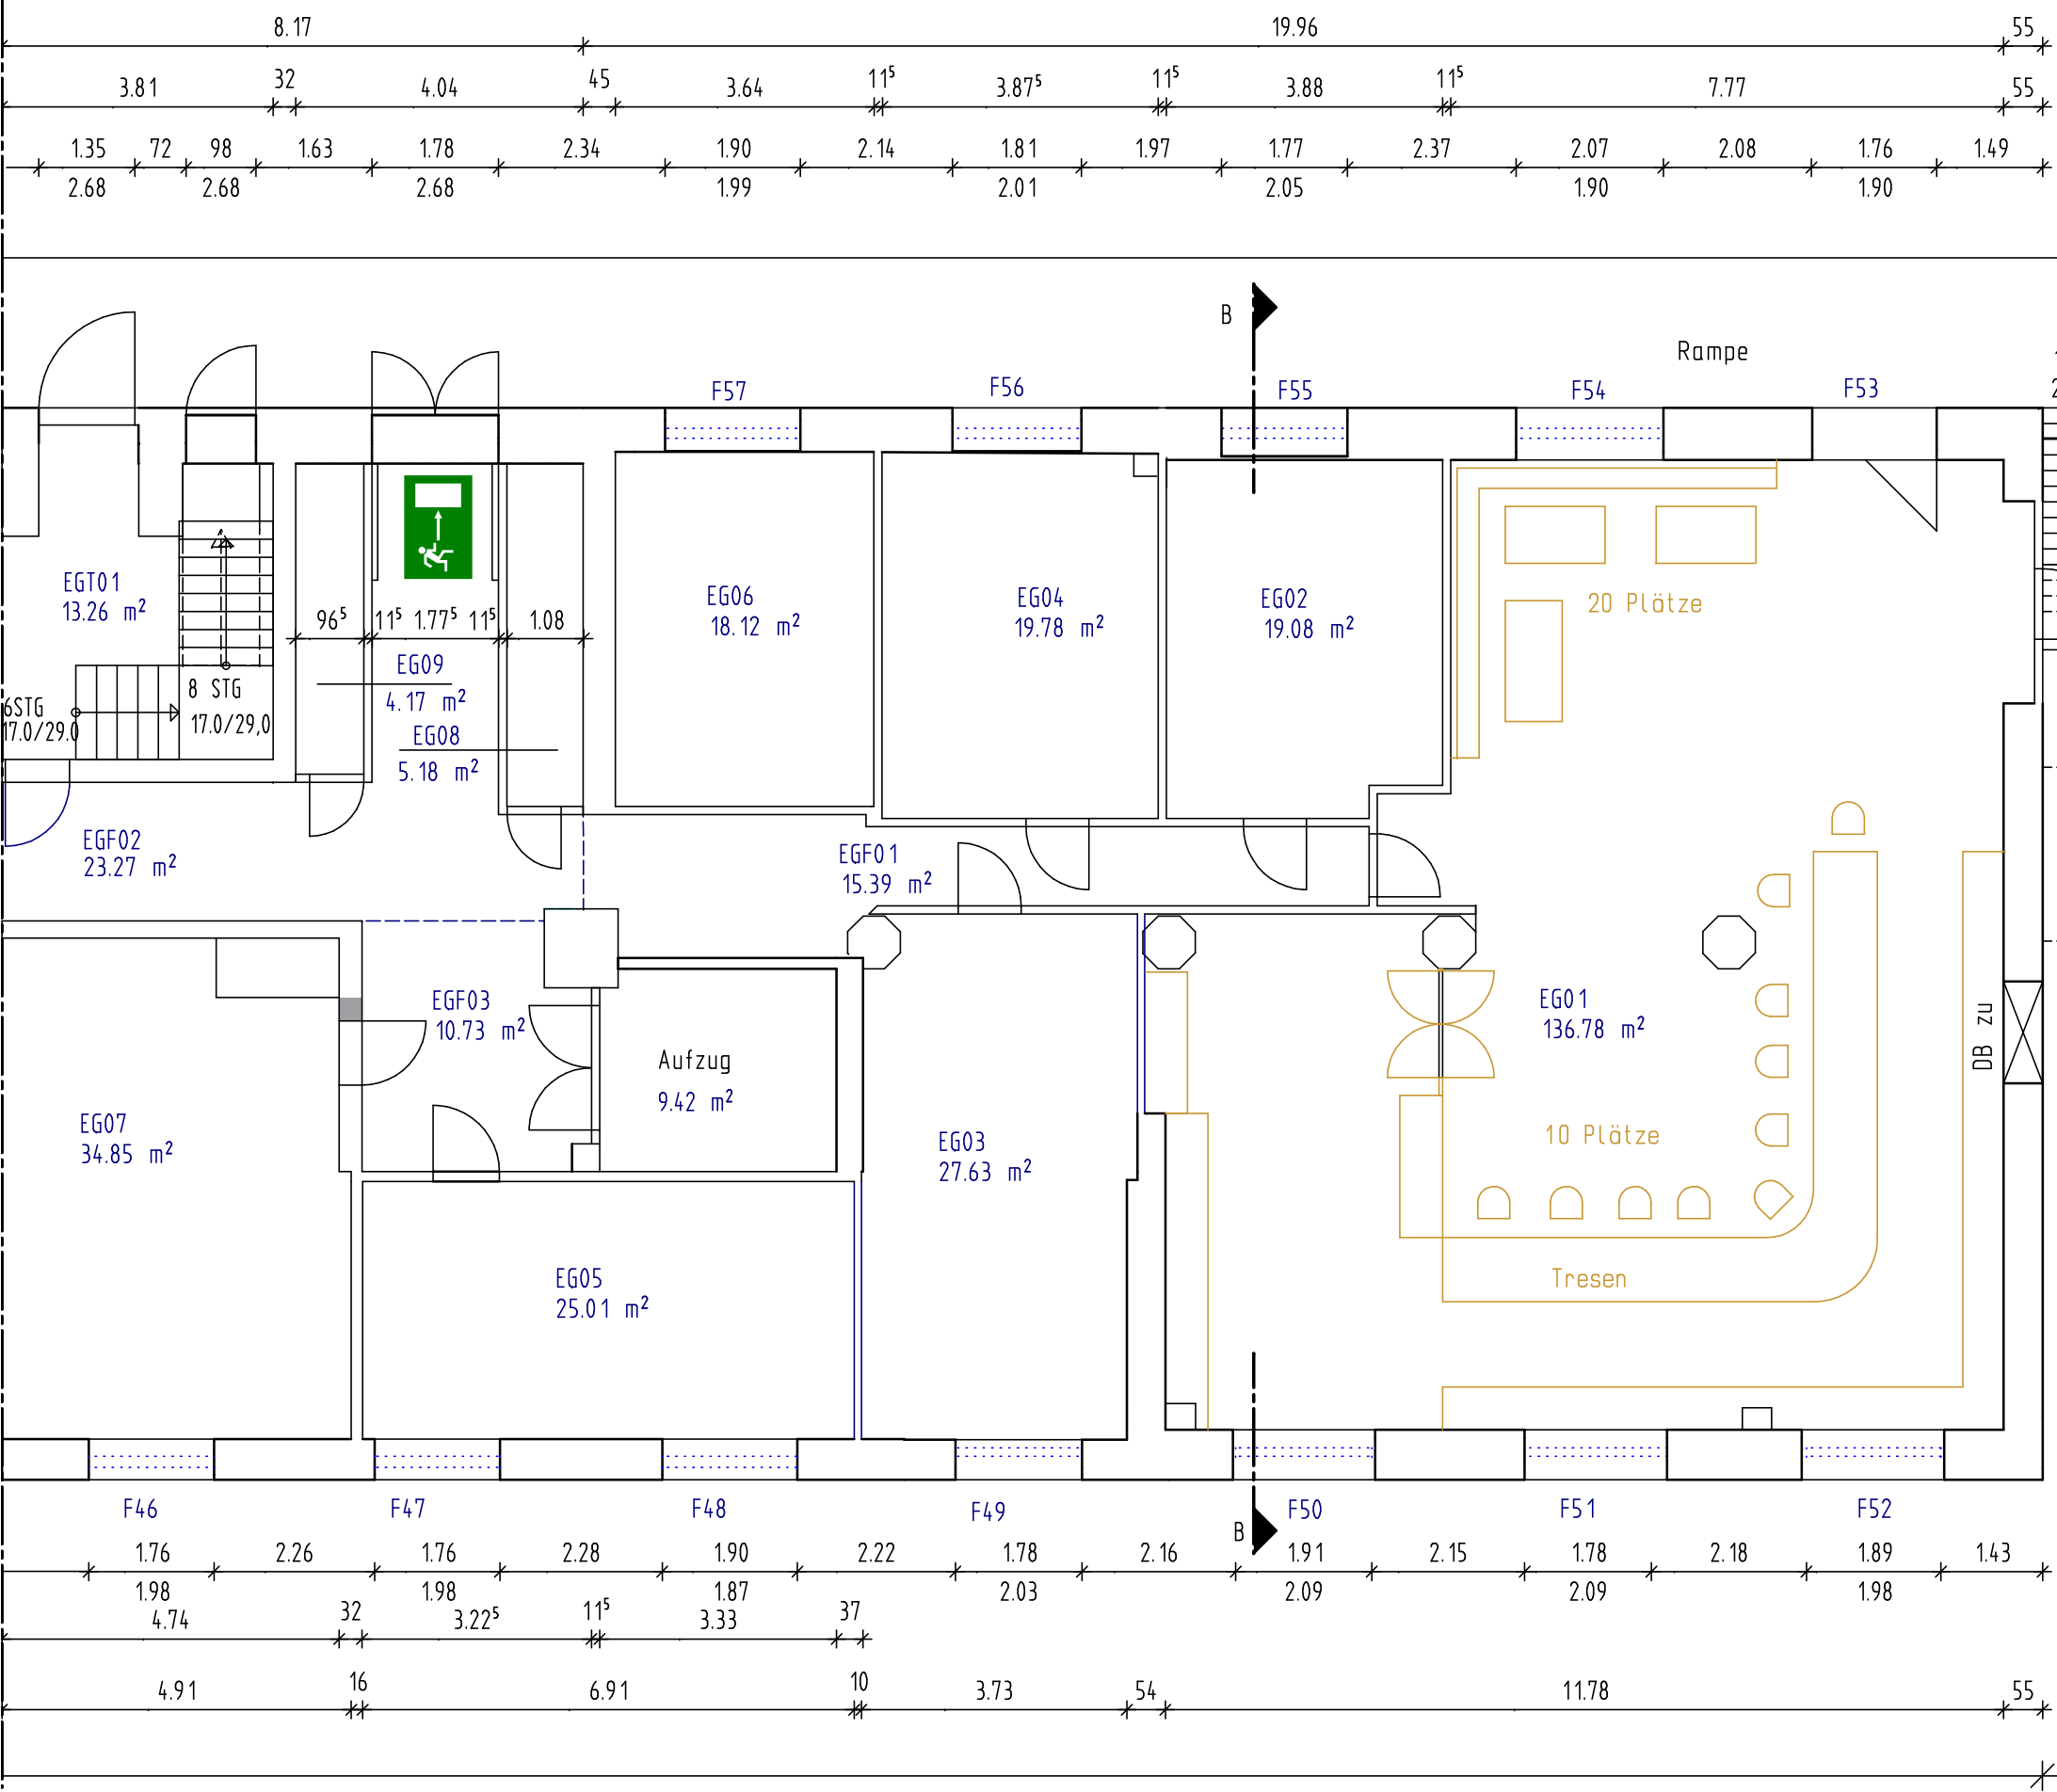 8.17 19.96 55
3.81 32 4.04 45 3.64 11⁵ 3.87⁵ 11⁵ 3.88 11⁵ 7.77 55
1.35 72 98 1.63 1.78 2.34 1.90 2.14 1.81 1.97 1.77 2.37 2.07 2.08 1.76 1.49
2.68 2.68 2.68 1.99 2.01 2.05 1.90 1.90
B
Rampe
F57 F56 F55 F54 F53
EGT01
13.26 m²
96⁵ 11⁵ 1.77⁵ 11⁵ 1.08
EG06
18.12 m²
EG04
19.78 m²
EG02
19.08 m²
20 Plätze
EG09
4.17 m²
EG08
5.18 m²
6STG
17.0/29.0
8 STG
17.0/29,0
EGF02
23.27 m²
EGF01
15.39 m²
EGF03
10.73 m²
Aufzug
9.42 m²
EG01
136.78 m²
DB zu
EG07
34.85 m²
EG03
27.63 m²
10 Plätze
EG05
25.01 m²
Tresen
F46 F47 F48 F49 F50 F51 F52
B
1.76 2.26 1.76 2.28 1.90 2.22 1.78 2.16 1.91 2.15 1.78 2.18 1.89 1.43
1.98 1.98 1.87 2.03 2.09 2.09 1.98
4.74 32 3.22⁵ 11⁵ 3.33 37
4.91 16 6.91 10 3.73 54 11.78 55